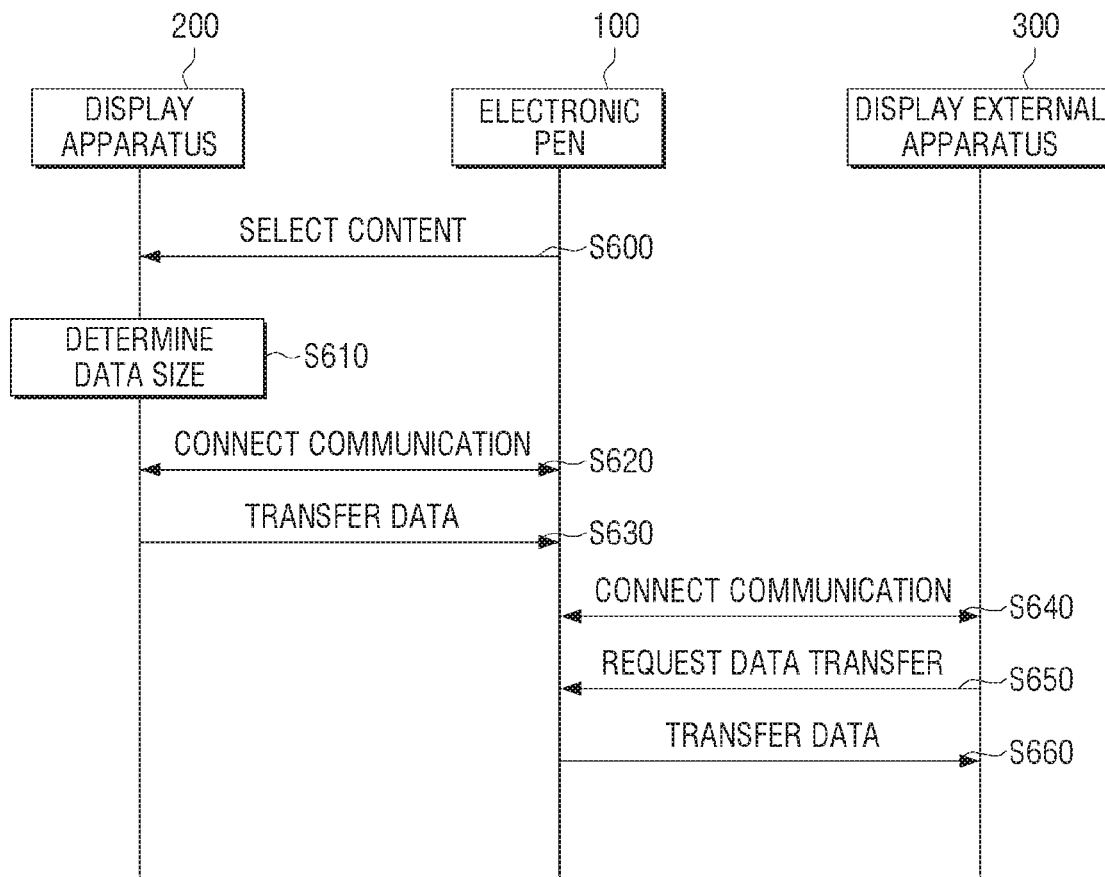 200
100
300
DISPLAY
APPARATUS
ELECTRONIC
PEN
DISPLAY EXTERNAL
APPARATUS
SELECT CONTENT
S600
DETERMINE
DATA SIZE
S610
CONNECT COMMUNICATION
S620
TRANSFER DATA
S630
CONNECT COMMUNICATION
S640
REQUEST DATA TRANSFER
S650
TRANSFER DATA
S660